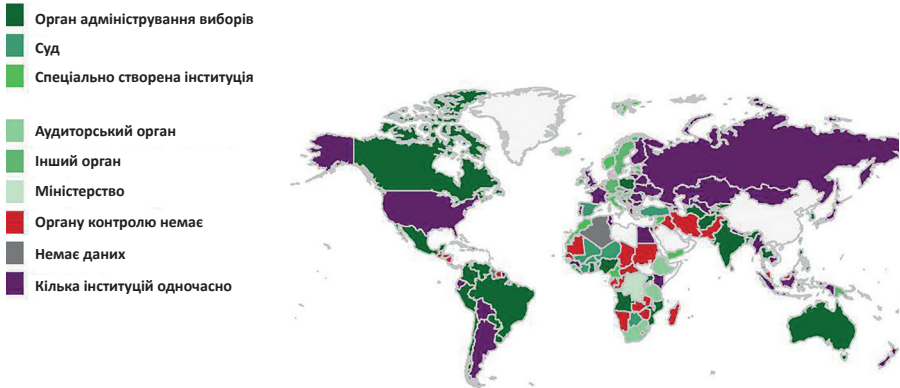 Орган адміністрування виборів
Суд
Спеціально створена інституція
Аудиторський орган
Інший орган
Міністерство
Органу контролю немає
Немає даних
Кілька інституцій одночасно